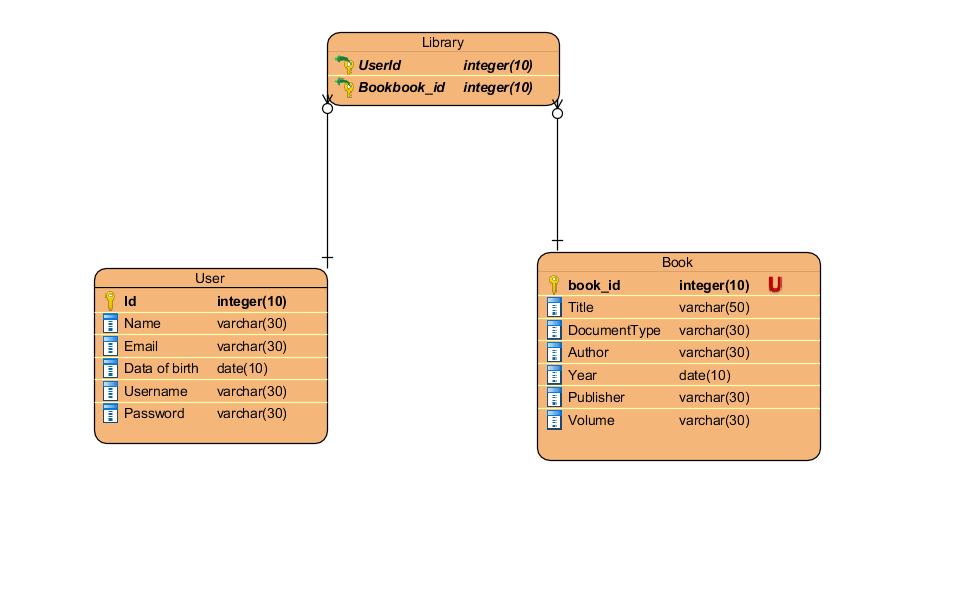 Library
UserId integer(10)
Bookbook_id integer(10)
User
Id integer(10)
Name varchar(30)
Email varchar(30)
Data of birth date(10)
Username varchar(30)
Password varchar(30)
Book
book_id integer(10) U
Title varchar(50)
DocumentType varchar(30)
Author varchar(30)
Year date(10)
Publisher varchar(30)
Volume varchar(30)